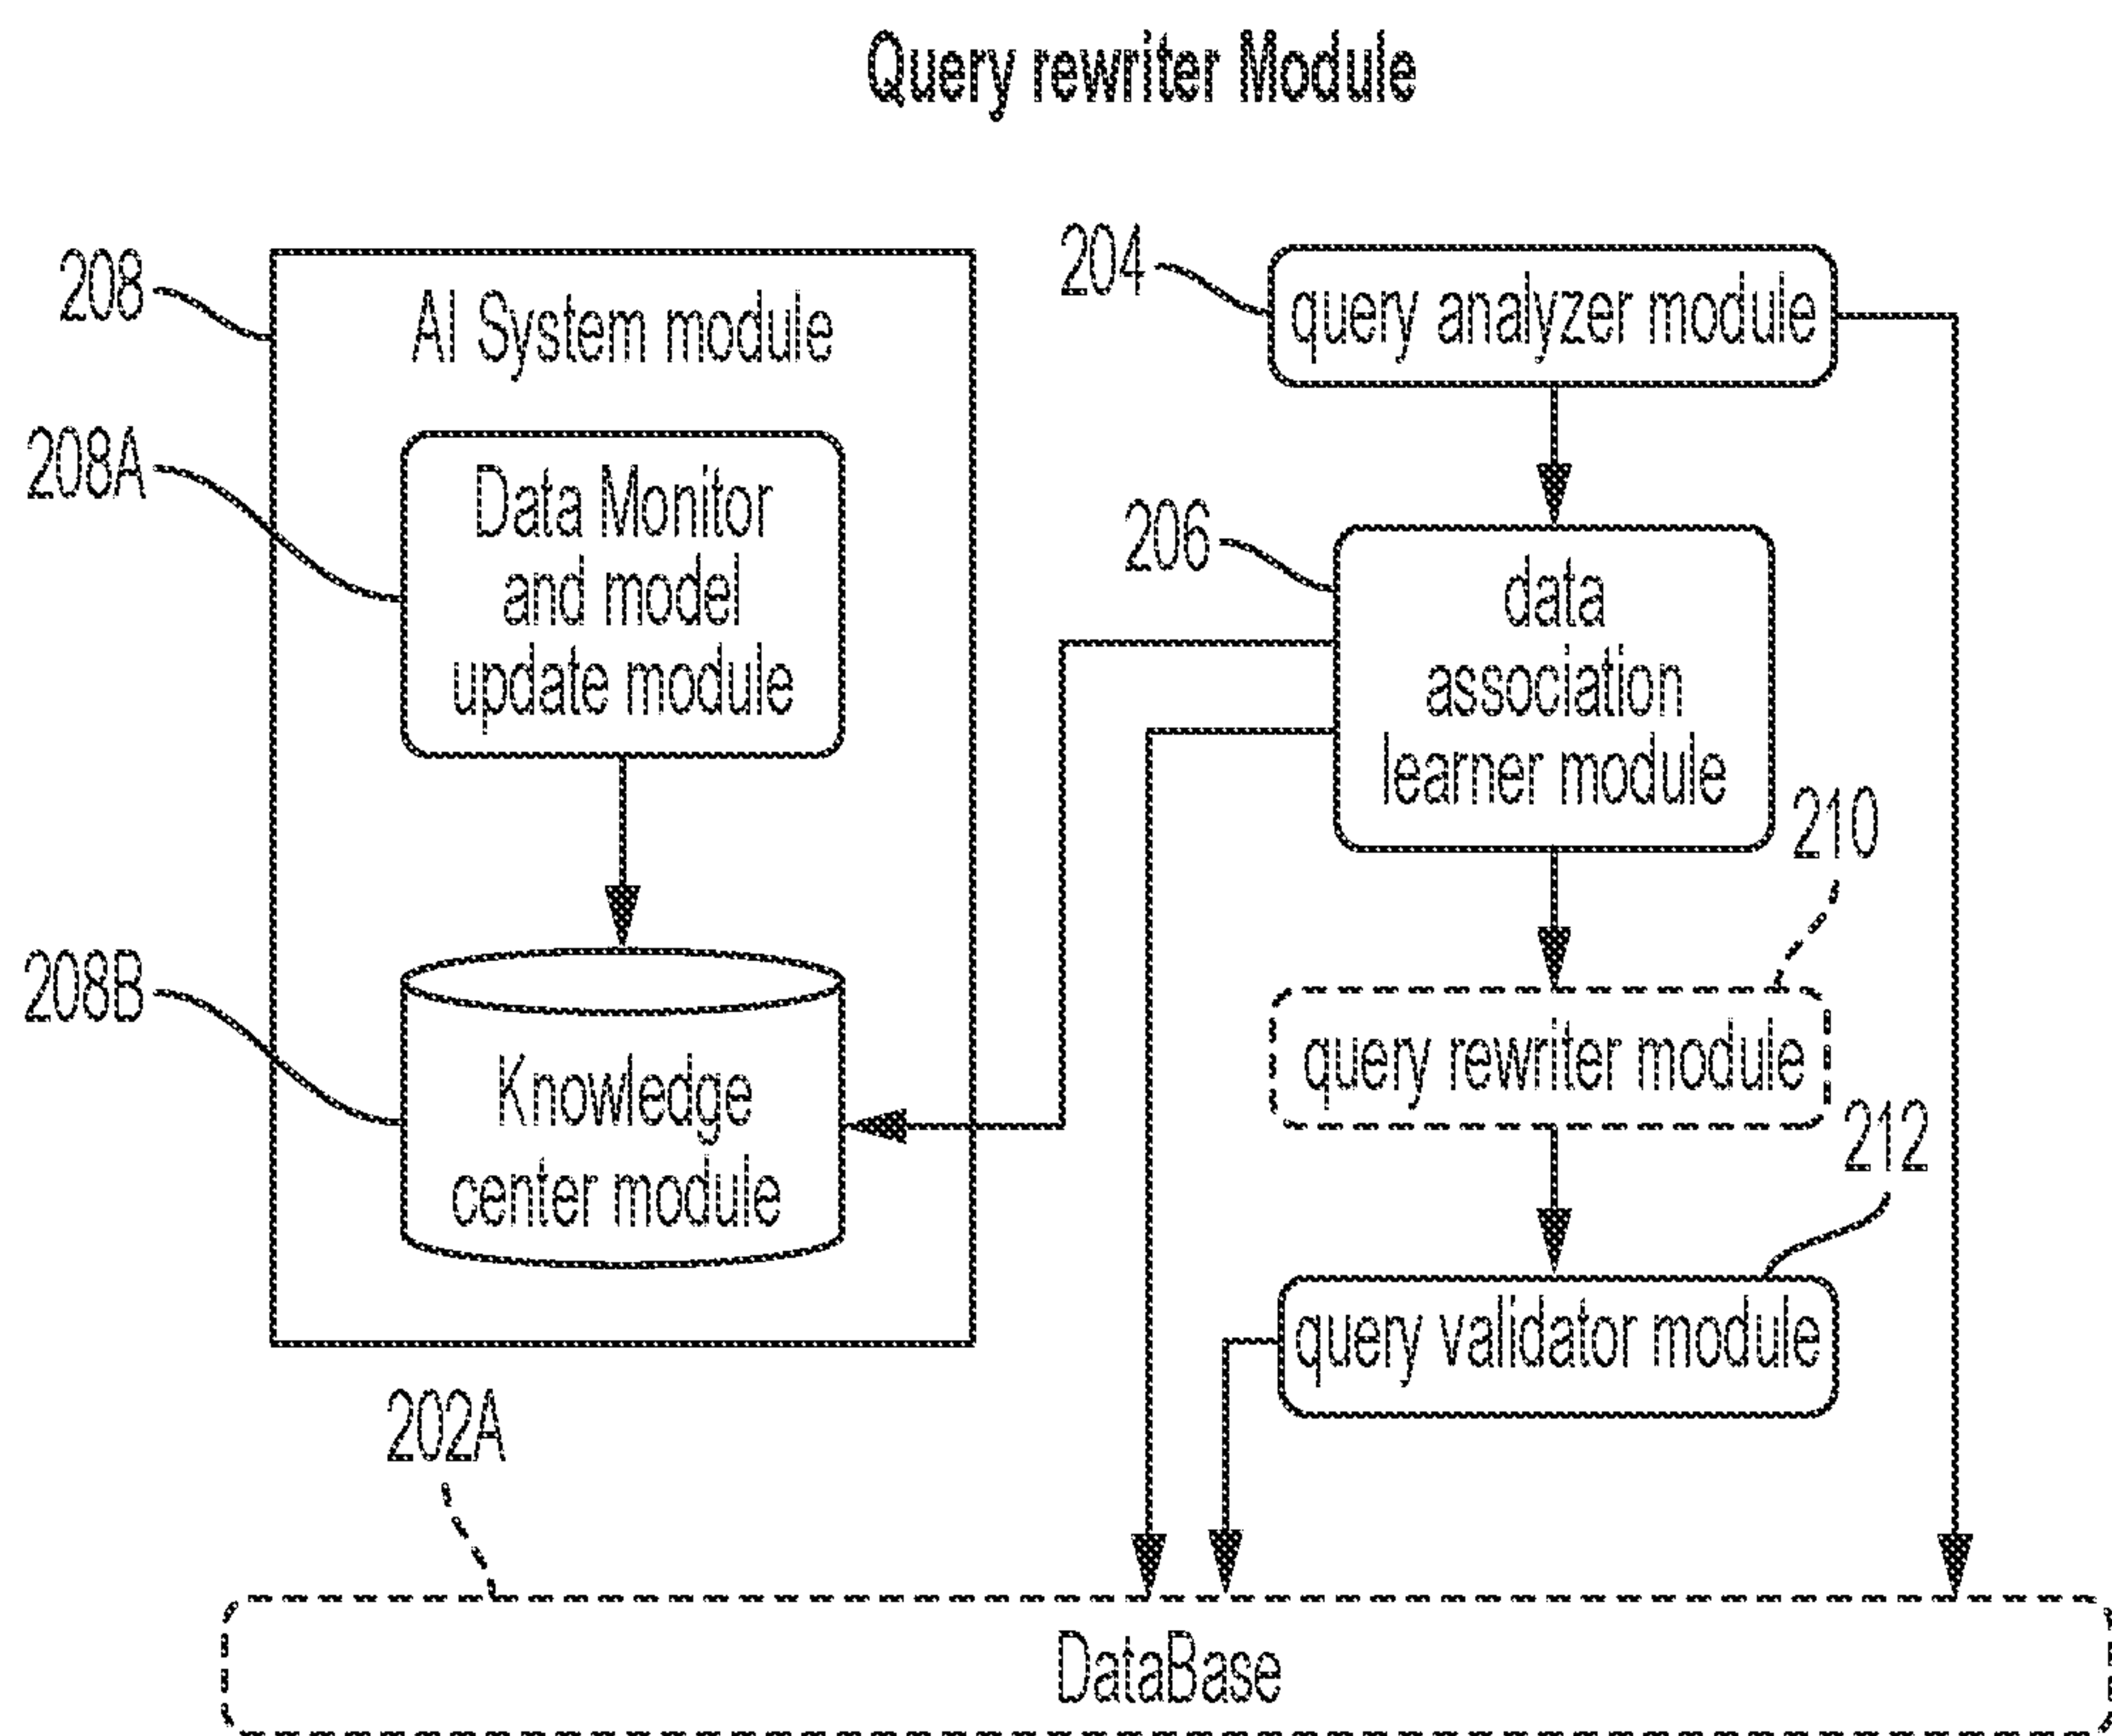 Query rewriter Module
208
AI System module
208A
Data Monitor
and model
update module
208B
Knowledge
center module
204
query analyzer module
206
data
association
learner module
210
query rewriter module
212
query validator module
202A
DataBase